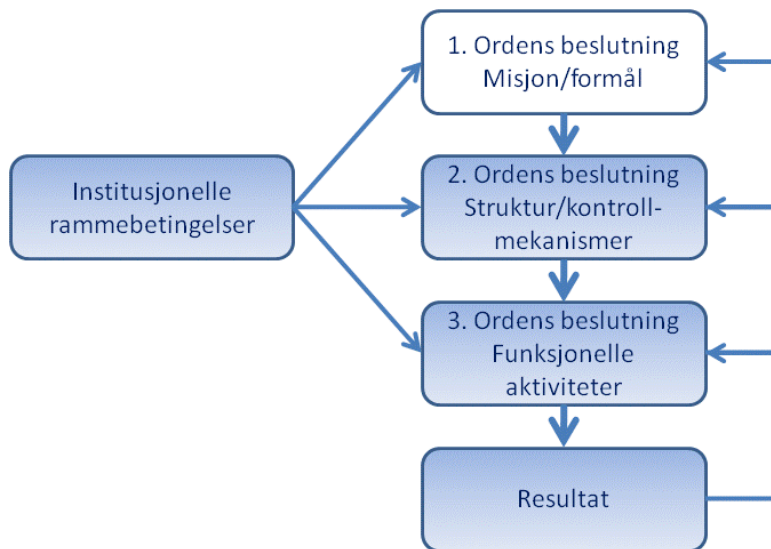 1. Ordens beslutning
Misjon/formål
Institusjonelle
rammebetingelser
2. Ordens beslutning
Struktur/kontroll-
mekanismer
3. Ordens beslutning
Funksjonelle
aktiviteter
Resultat